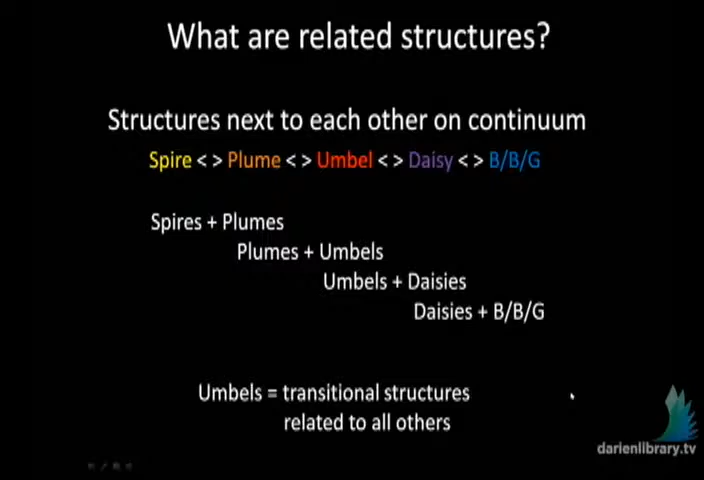 What are related structures?
Structures next to each other on continuum
Spire < > Plume < > Umbel < > Daisy < > B/B/G
Spires + Plumes
Plumes + Umbels
Umbels + Daisies
Daisies + B/B/G
Umbels = transitional structures
related to all others
darienlibrary.tv